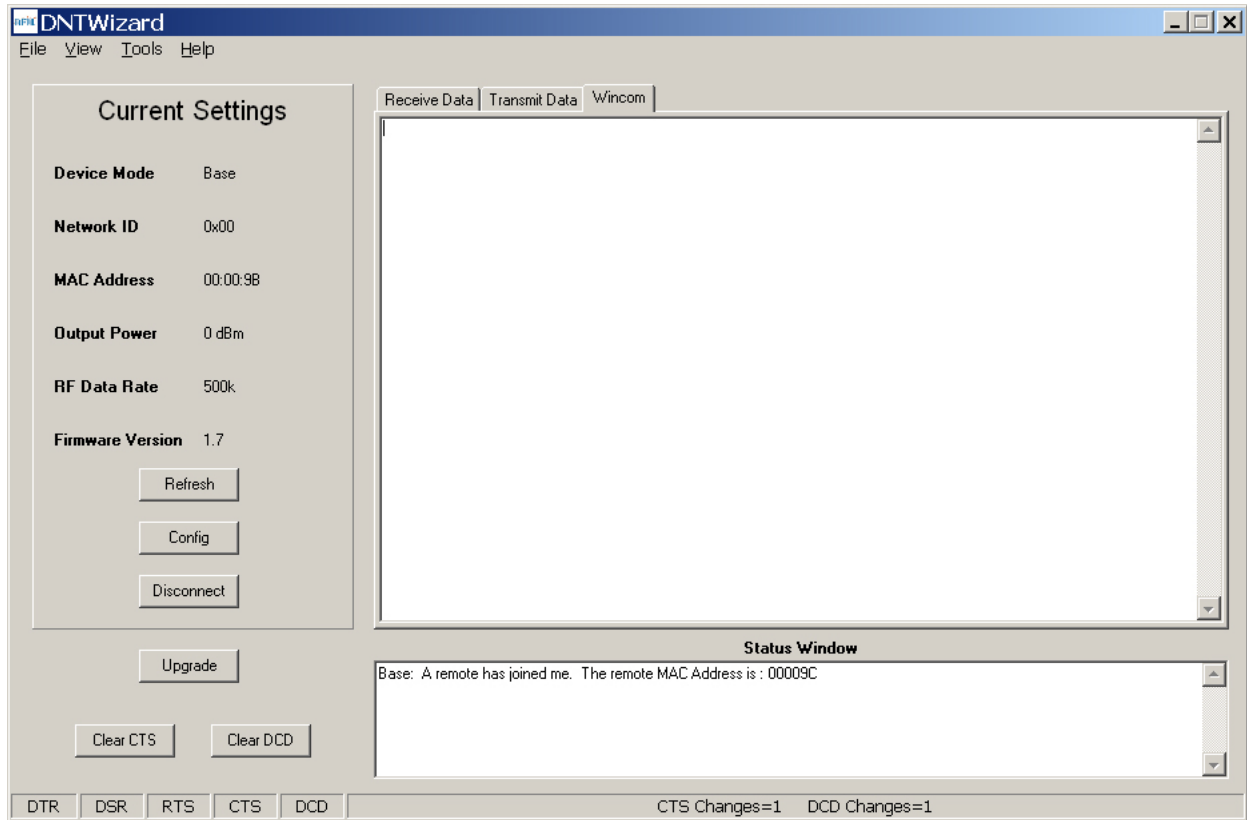 RFM DNTWizard
File View Tools Help
Current Settings
Device Mode Base
Network ID 0x00
MAC Address 00:00:9B
Output Power 0 dBm
RF Data Rate 500k
Firmware Version 1.7
Refresh
Config
Disconnect
Upgrade
Clear CTS Clear DCD
Receive Data Transmit Data Wincom
Status Window
Base: A remote has joined me. The remote MAC Address is : 00009C
DTR DSR RTS CTS DCD CTS Changes=1 DCD Changes=1